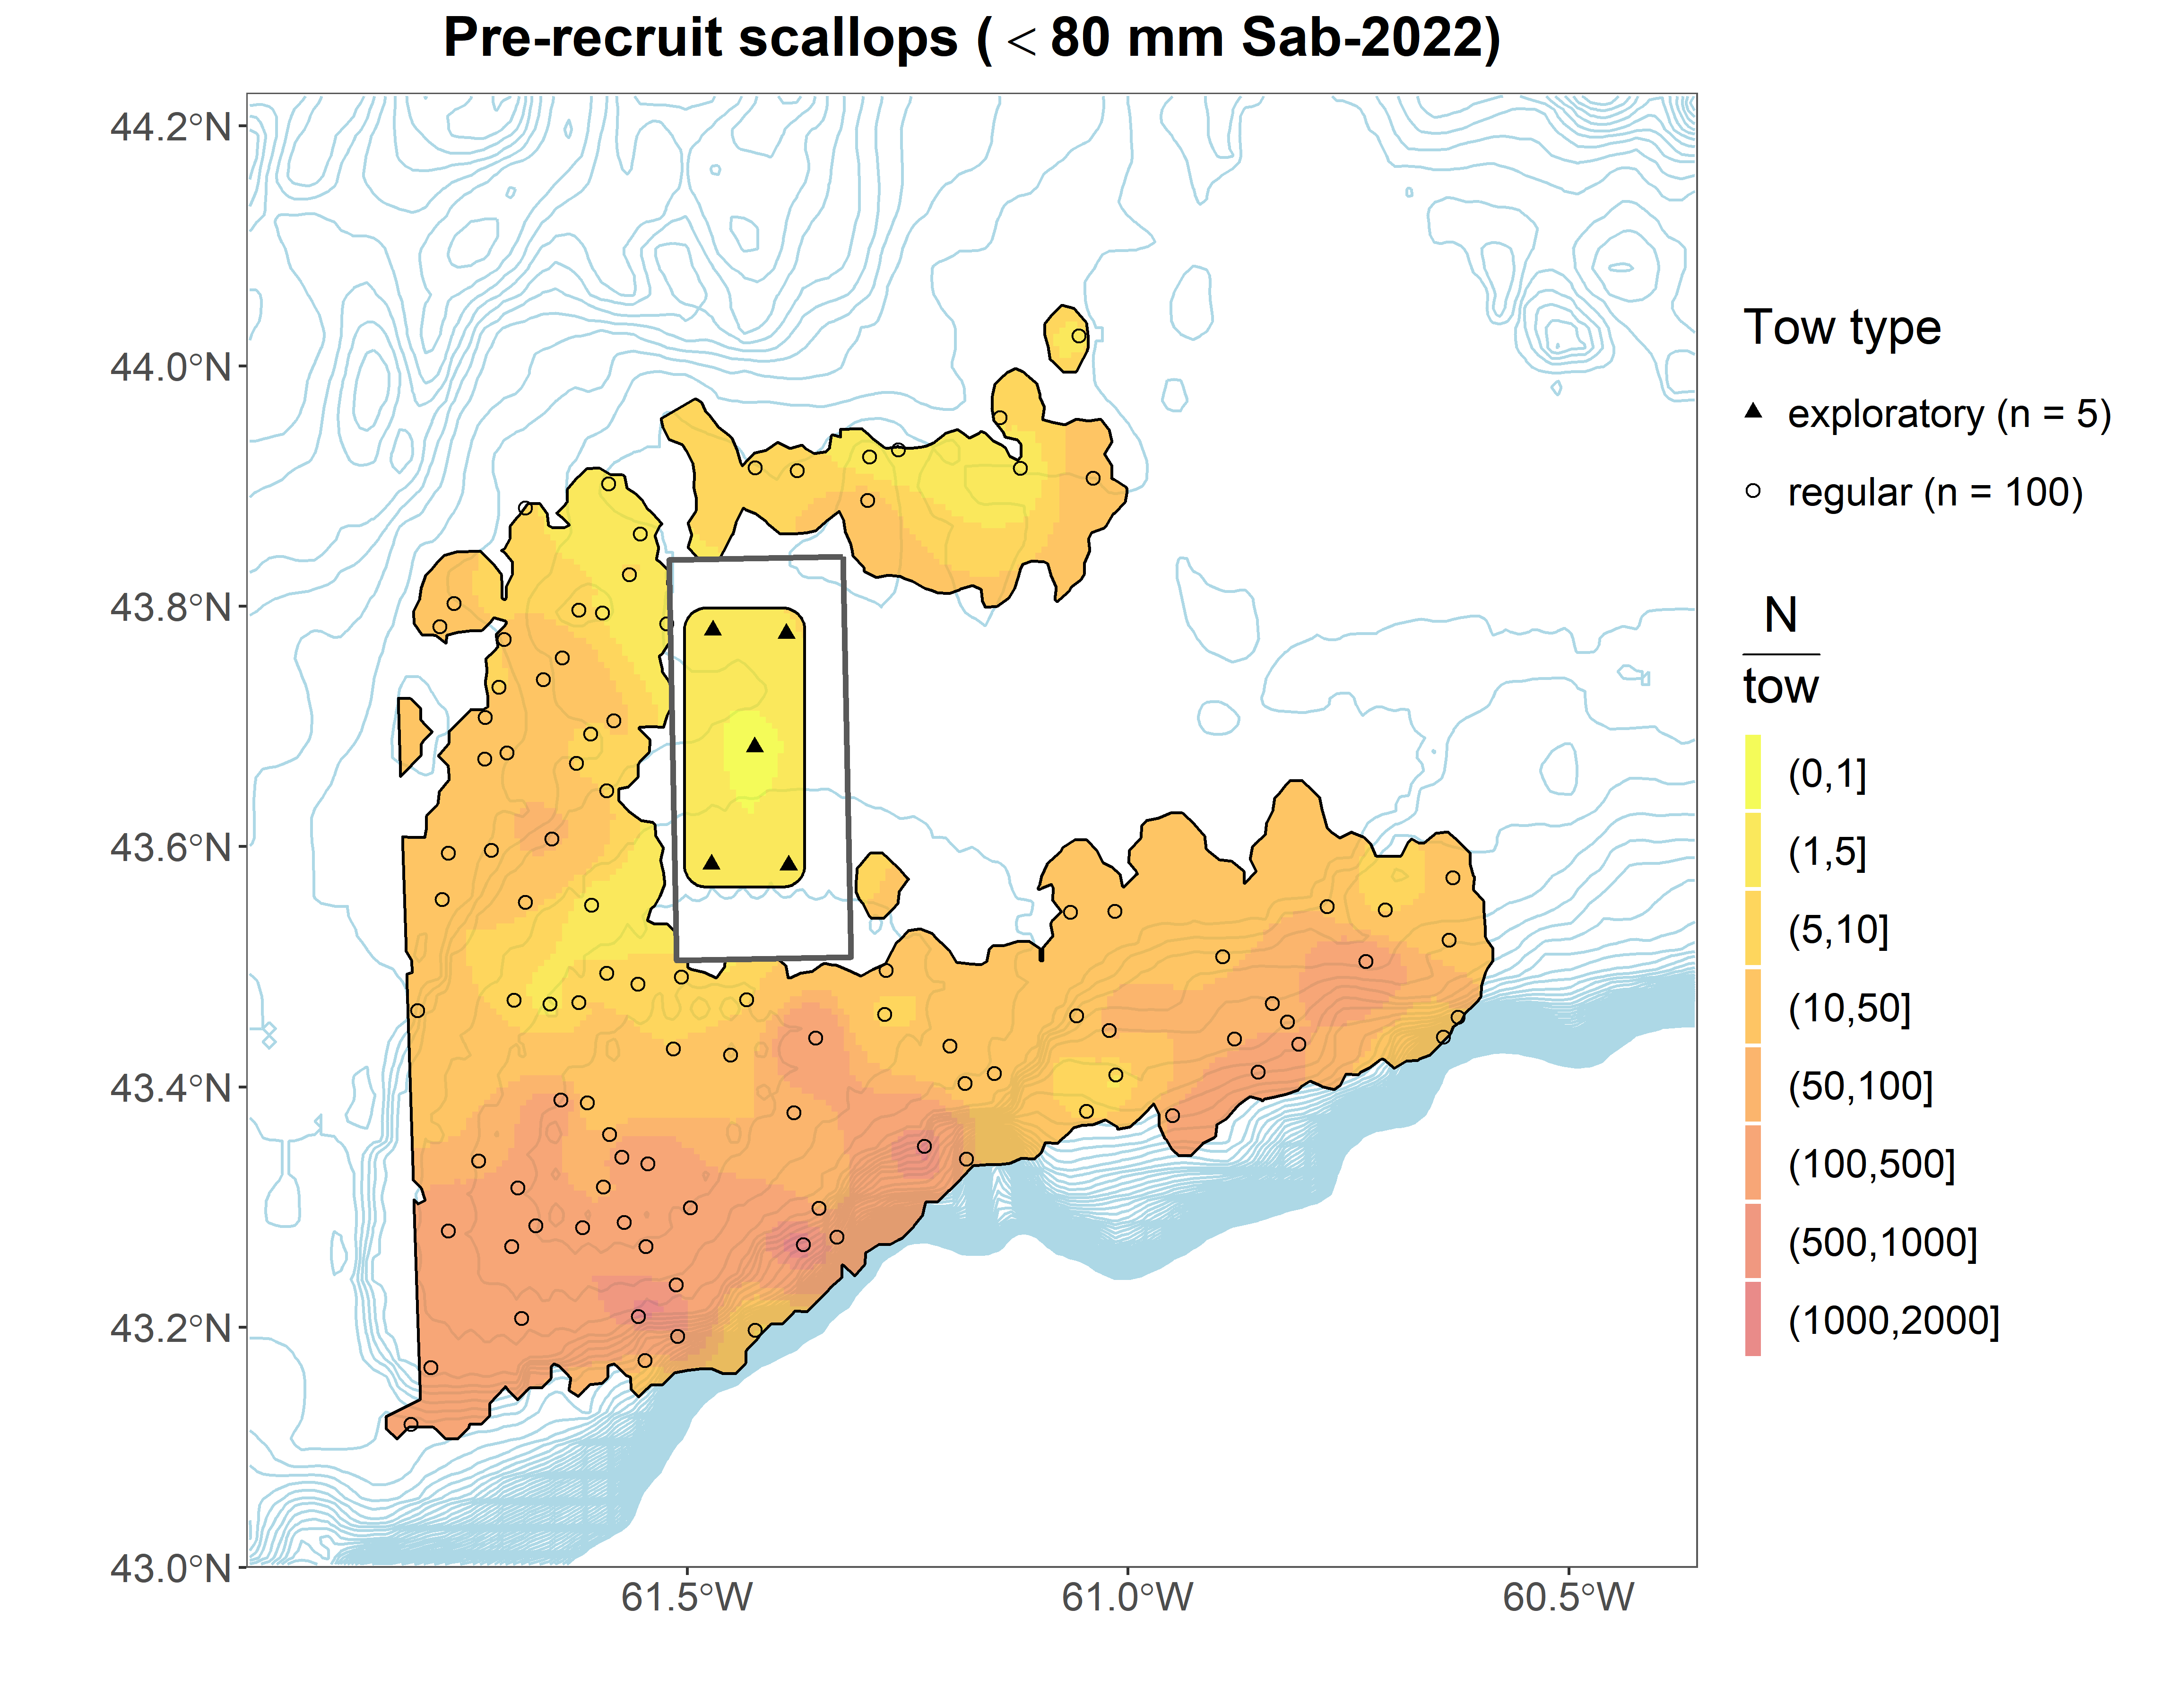 Pre-recruit scallops ( < 80 mm Sab-2022)
44.2°N
44.0°N
43.8°N
43.6°N
43.4°N
43.2°N
43.0°N
61.5°W
61.0°W
60.5°W
Tow type
exploratory (n = 5)
regular (n = 100)
N
tow
(0,1]
(1,5]
(5,10]
(10,50]
(50,100]
(100,500]
(500,1000]
(1000,2000]